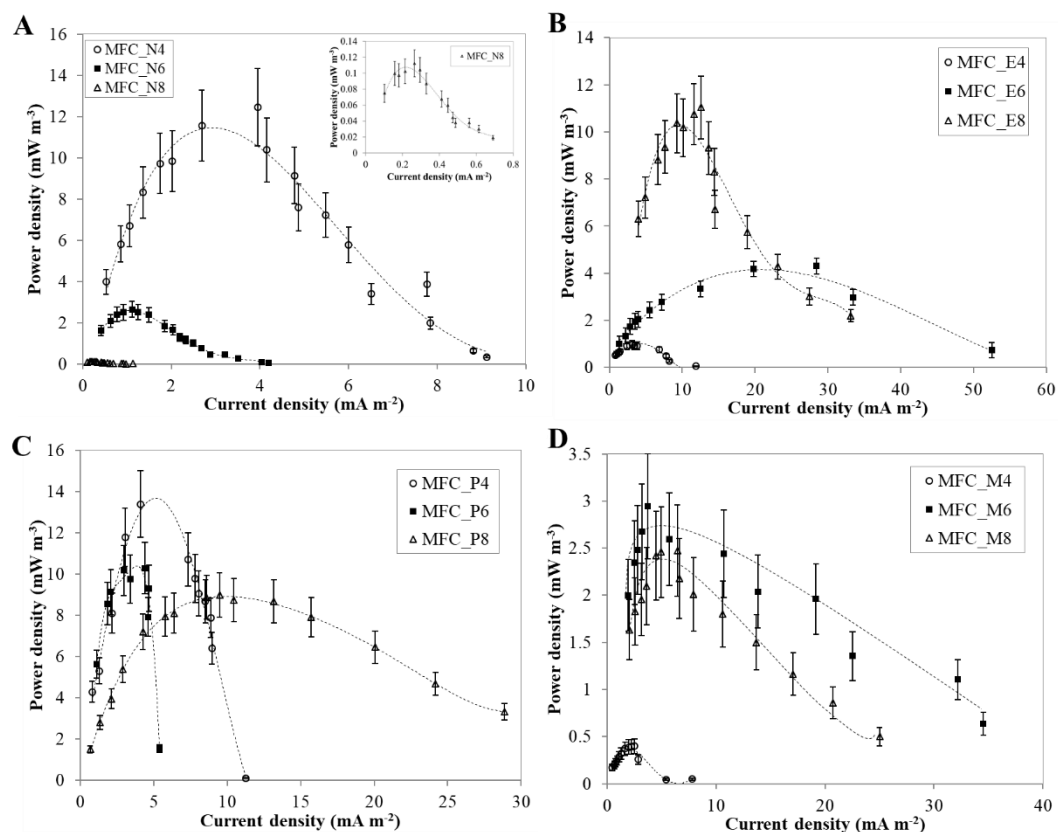 A
MFC_N4
MFC_N6
MFC_N8
16
14
12
10
8
6
4
2
0
Power density (mW m⁻³)
0 2 4 6 8 10
Current density (mA m⁻²)
0.14
0.12
0.1
0.08
0.06
0.04
0.02
0
Power density (mW m⁻³)
MFC_N8
0.0 0.2 0.4 0.6 0.8
Current density (mA m⁻²)
B
MFC_E4
MFC_E6
MFC_E8
14
12
10
8
6
4
2
0
Power density (mW m⁻³)
0 10 20 30 40 50 60
Current density (mA m⁻²)
C
MFC_P4
MFC_P6
MFC_P8
16
14
12
10
8
6
4
2
0
Power density (mW m⁻³)
0 5 10 15 20 25 30
Current density (mA m⁻²)
D
MFC_M4
MFC_M6
MFC_M8
3.5
3
2.5
2
1.5
1
0.5
0
Power density (mW m⁻³)
0 10 20 30 40
Current density (mA m⁻²)